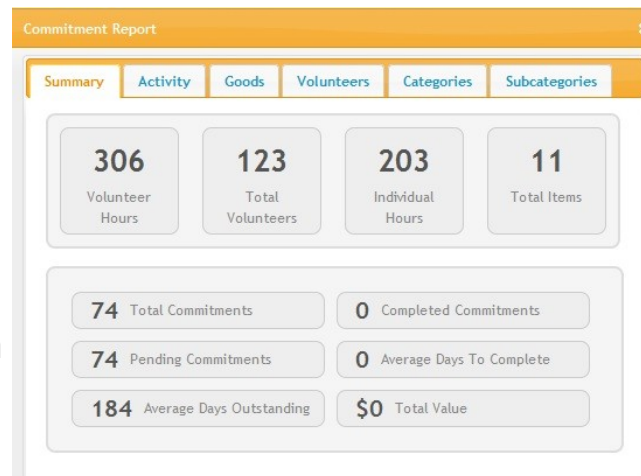 Commitment Report
Summary Activity Goods Volunteers Categories Subcategories
306 123 203 11
Volunteer Total Individual Total Items
Hours Volunteers Hours
74 Total Commitments 0 Completed Commitments
74 Pending Commitments 0 Average Days To Complete
184 Average Days Outstanding $0 Total Value